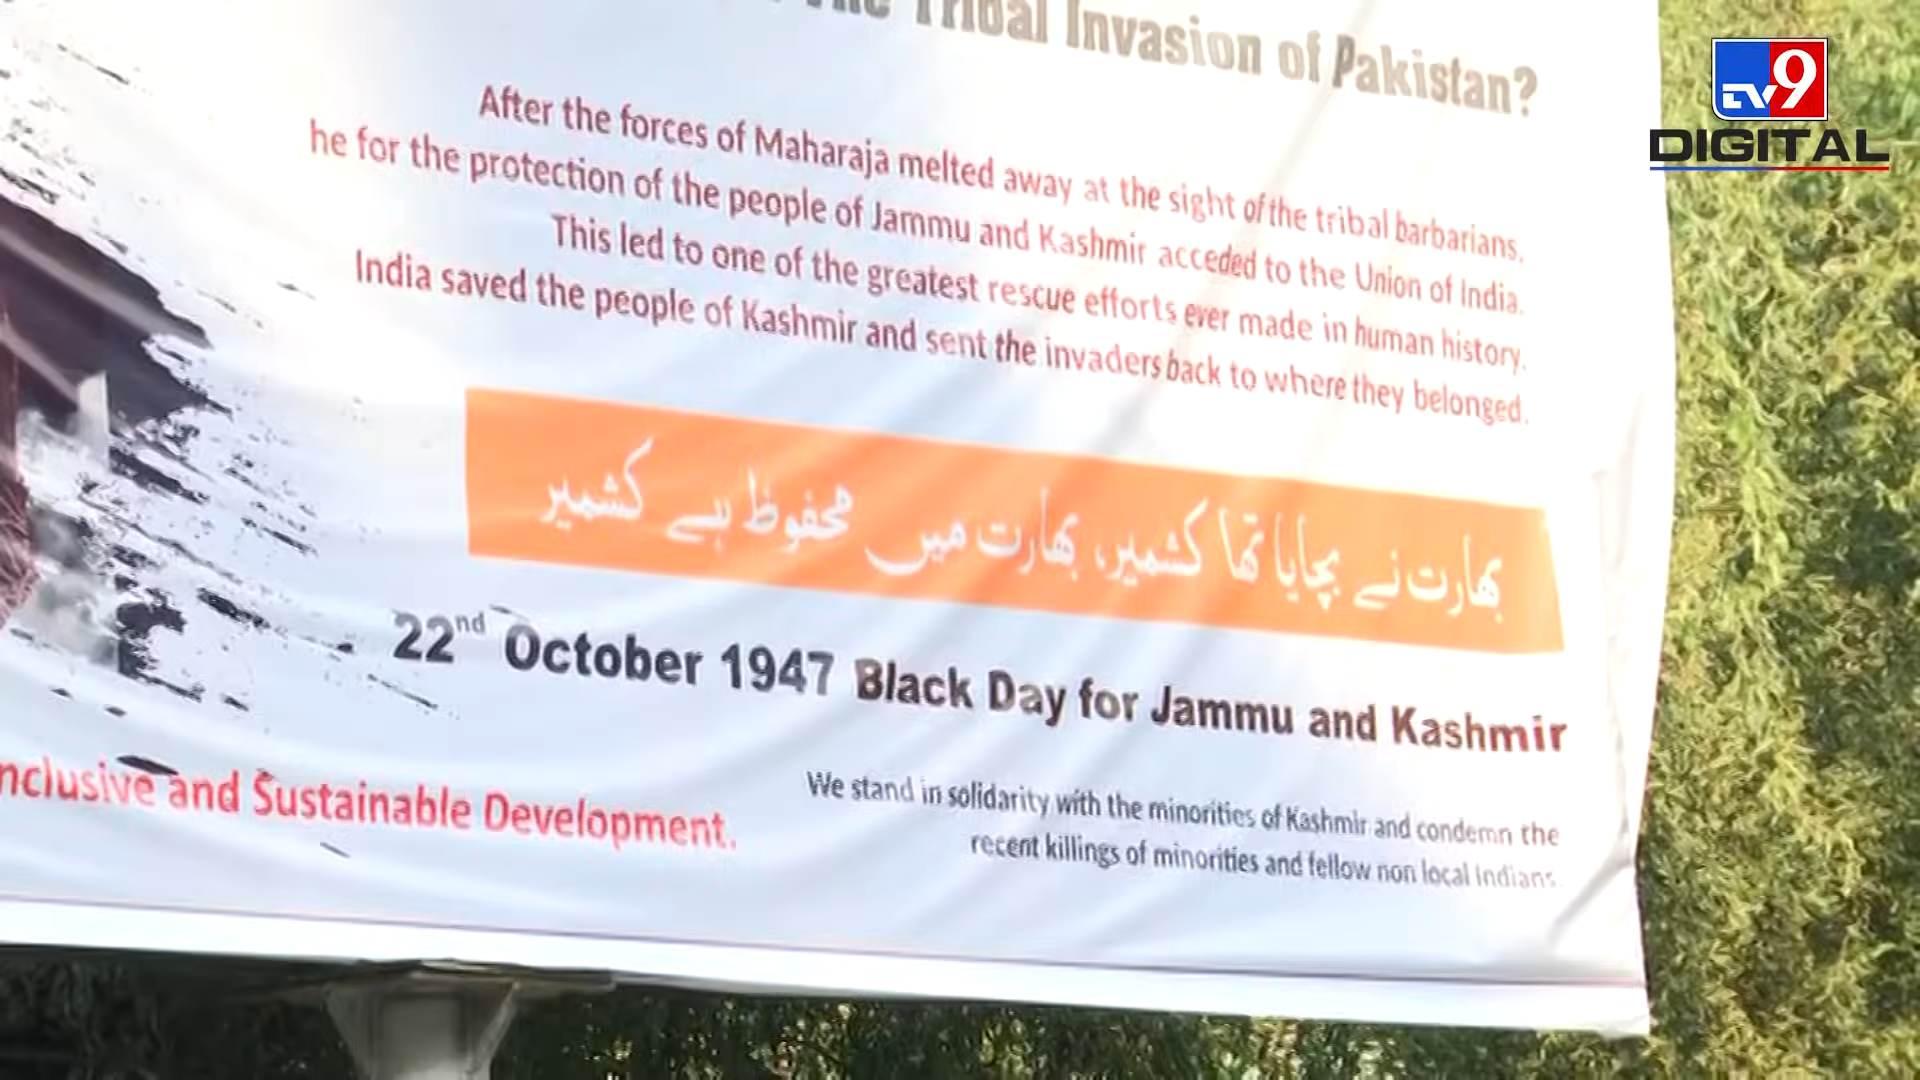 The Tribal Invasion of Pakistan?
After the forces of Maharaja melted away at the sight of the tribal barbarians,
he for the protection of the people of Jammu and Kashmir acceded to the Union of India.
This led to one of the greatest rescue efforts ever made in human history.
India saved the people of Kashmir and sent the invaders back to where they belonged.
بھارت نے بچایا تھا کشمیر، بھارت میں محفوظ ہے کشمیر
22nd October 1947 Black Day for Jammu and Kashmir
and Sustainable Development.
We stand in solidarity with the minorities of Kashmir and condemn the
recent killings of minorities and fellow non local Indians.
TV9
DIGITAL